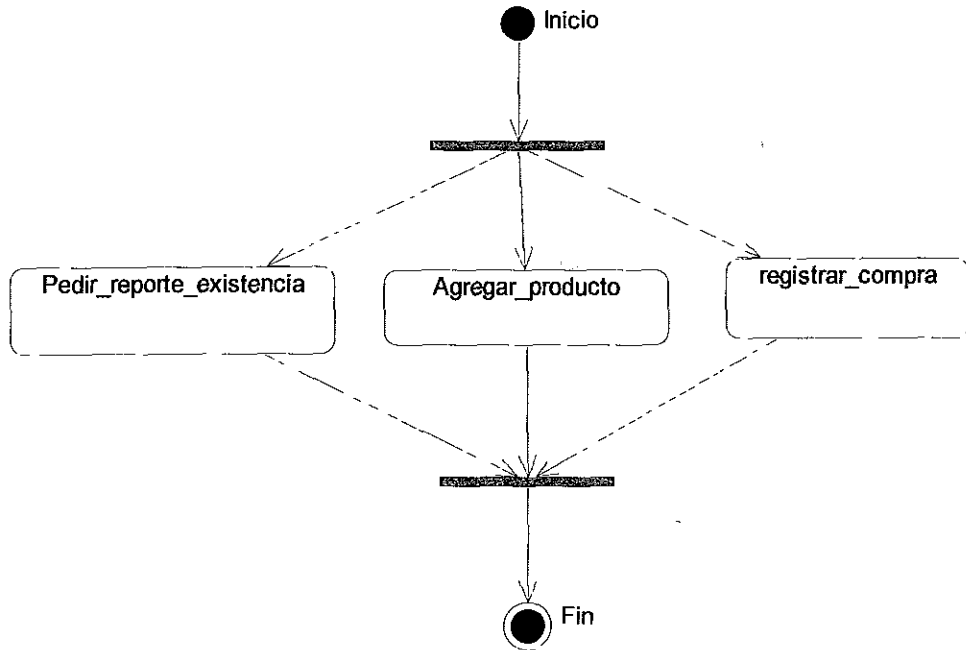 Inicio
Pedir_reporte_existencia
Agregar_producto
registrar_compra
Fin